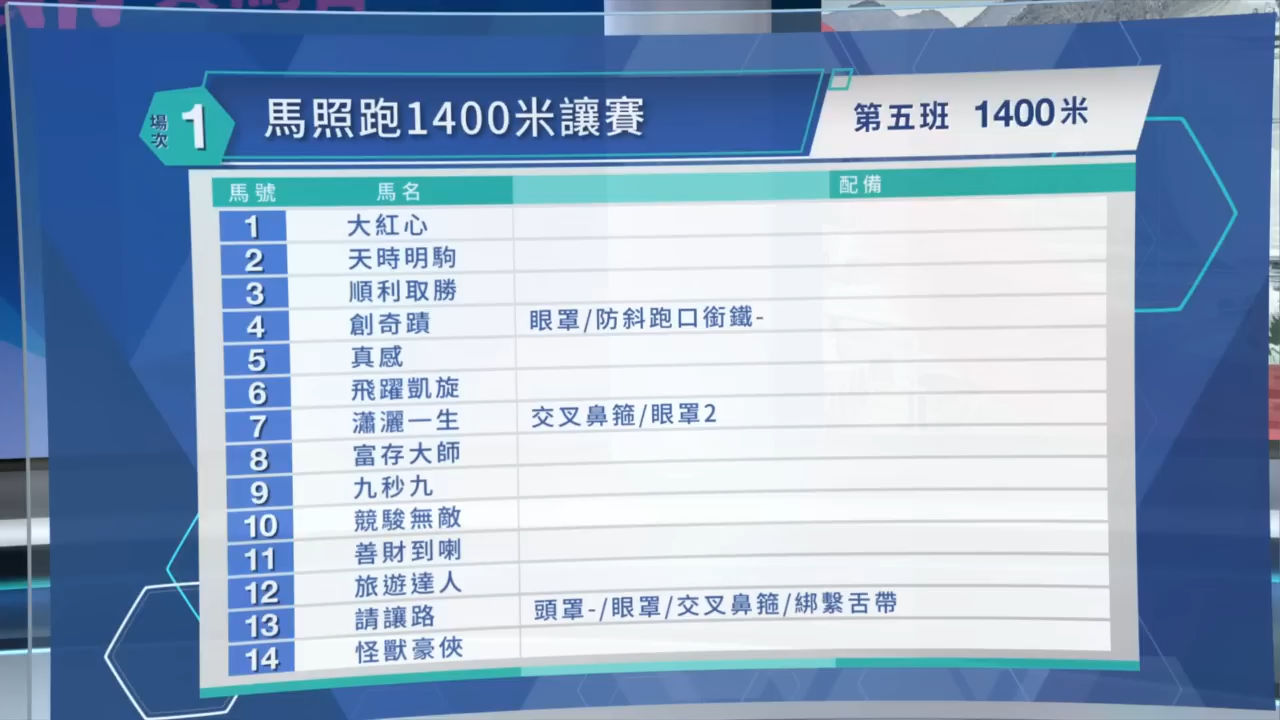 場次 1 馬照跑1400米讓賽 第五班 1400米
馬號 馬名 配備
1 大紅心
2 天時明駒
3 順利取勝
4 創奇蹟 眼罩/防斜跑口銜鐵-
5 真感
6 飛躍凱旋
7 瀟灑一生 交叉鼻箍/眼罩2
8 富存大師
9 九秒九
10 競駿無敵
11 善財到喇
12 旅遊達人
13 請讓路 頭罩-/眼罩/交叉鼻箍/綁繫舌帶
14 怪獸豪俠